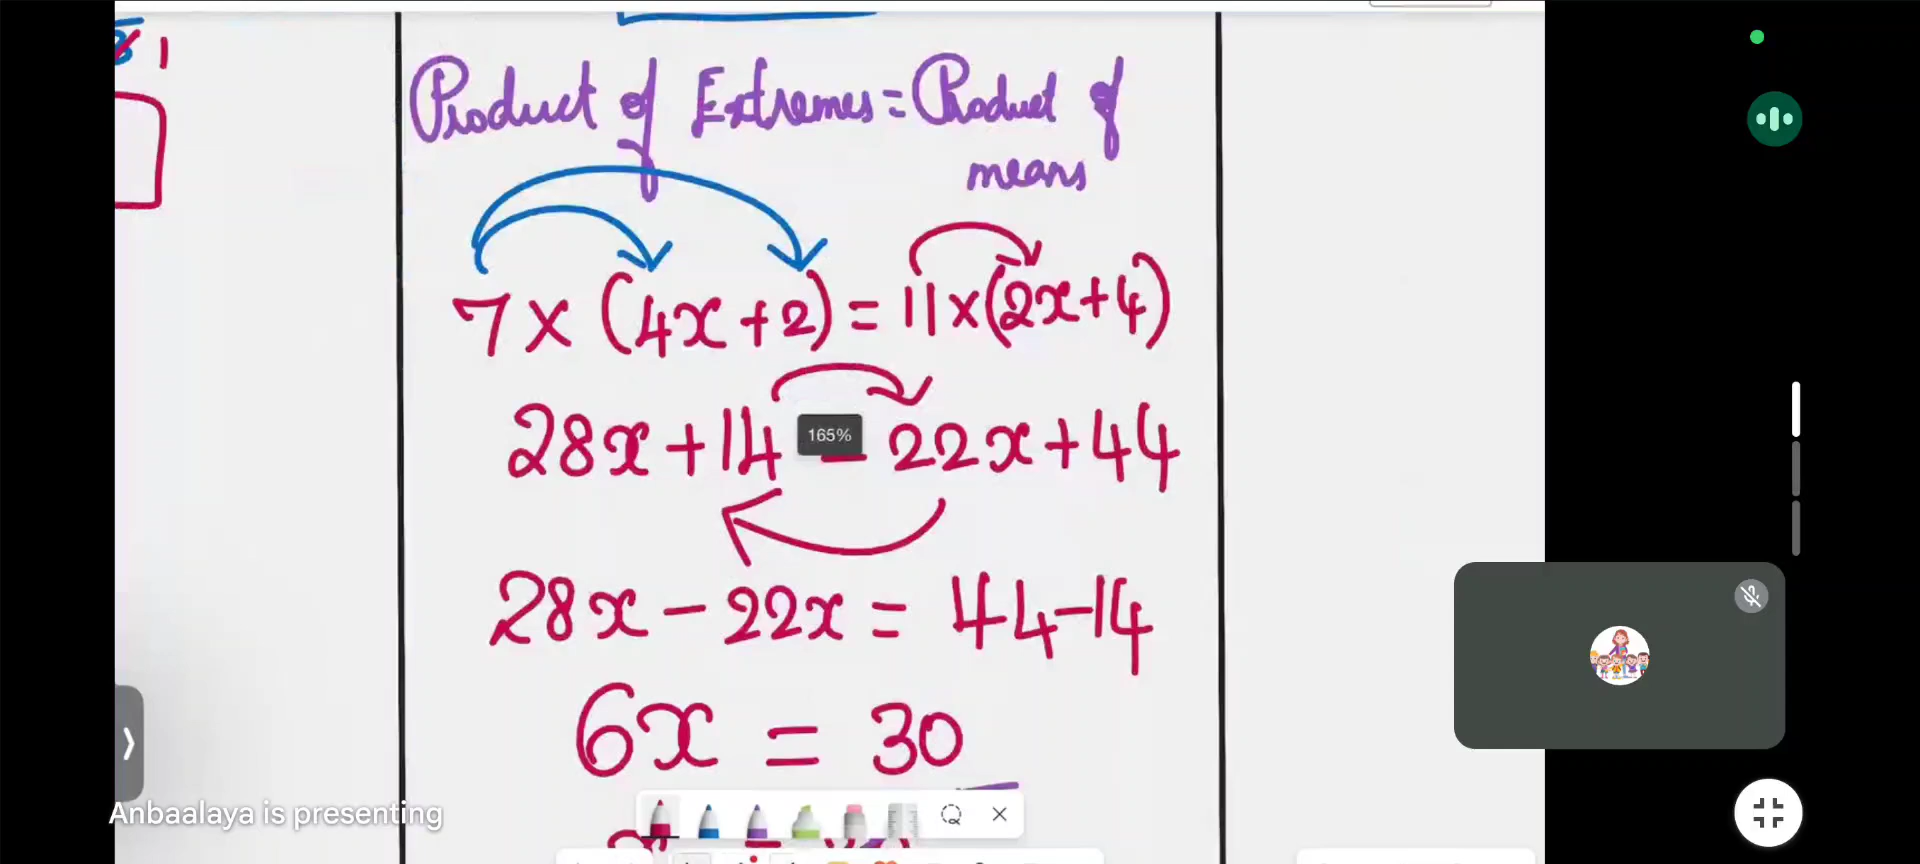 1
Product of Extremes = Product of
means
7 × (4x + 2) = 11 × (2x + 4)
28x + 14 = 22x + 44
165%
28x - 22x = 44 - 14
6x = 30
Anbaalaya is presenting